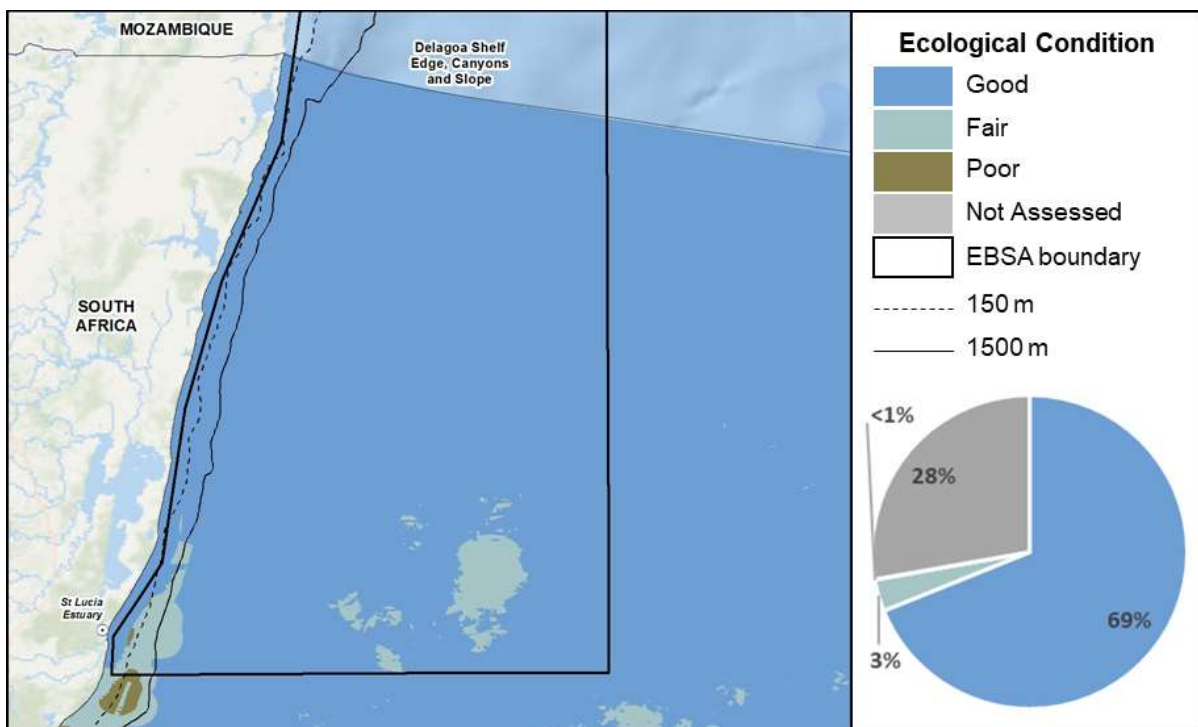 MOZAMBIQUE
Delagoa Shelf
Edge, Canyons
and Slope
SOUTH
AFRICA
St Lucia
Estuary
Ecological Condition
Good
Fair
Poor
Not Assessed
EBSA boundary
150 m
1500 m
<1%
28%
69%
3%